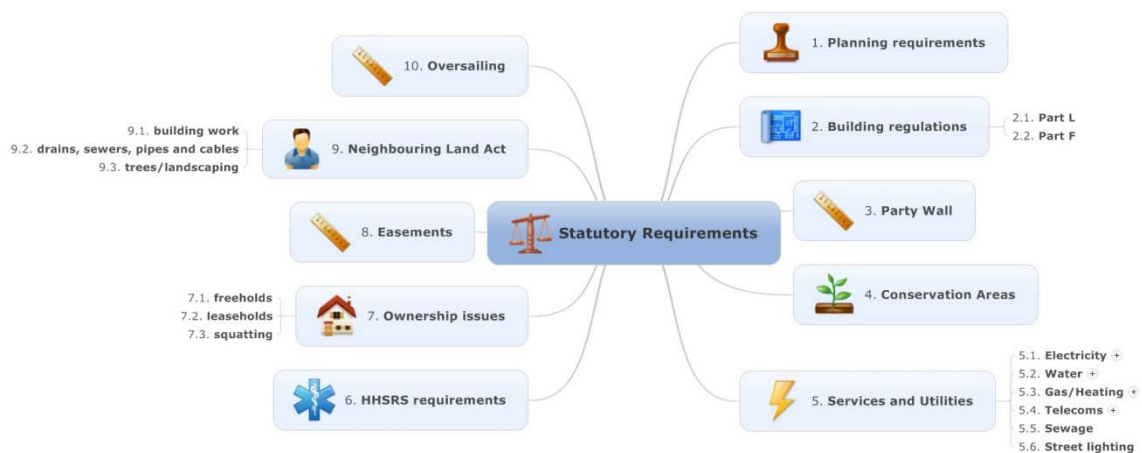 Statutory Requirements
1. Planning requirements
2. Building regulations
2.1. Part L
2.2. Part F
3. Party Wall
4. Conservation Areas
5. Services and Utilities
5.1. Electricity
5.2. Water
5.3. Gas/Heating
5.4. Telecoms
5.5. Sewage
5.6. Street lighting
6. HHSRS requirements
7. Ownership issues
7.1. freeholds
7.2. leaseholds
7.3. squatting
8. Easements
9. Neighbouring Land Act
9.1. building work
9.2. drains, sewers, pipes and cables
9.3. trees/landscaping
10. Oversailing